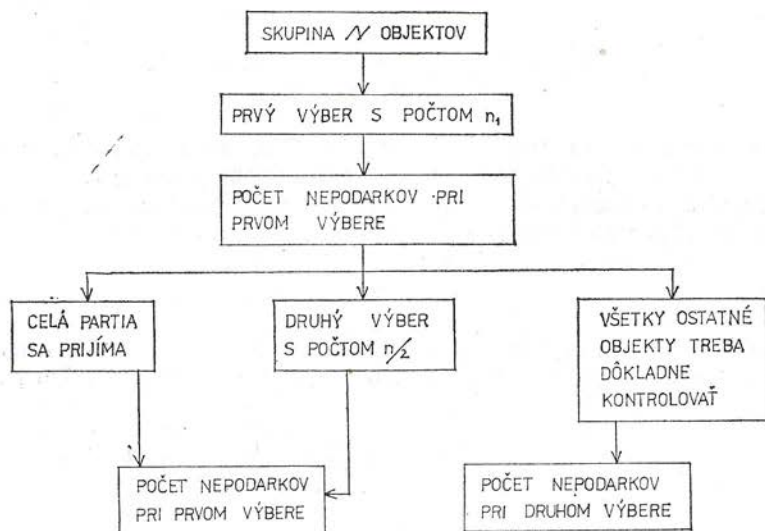 SKUPINA N OBJEKTOV
PRVÝ VÝBER S POČTOM n₁
POČET NEPODARKOV PRI
PRVOM VÝBERE
CELÁ PARTIA
SA PRIJÍMA
DRUHÝ VÝBER
S POČTOM n/2
VŠETKY OSTATNÉ
OBJEKTY TREBA
DÔKLADNE
KONTROLOVAŤ
POČET NEPODARKOV
PRI PRVOM VÝBERE
POČET NEPODARKOV
PRI DRUHOM VÝBERE